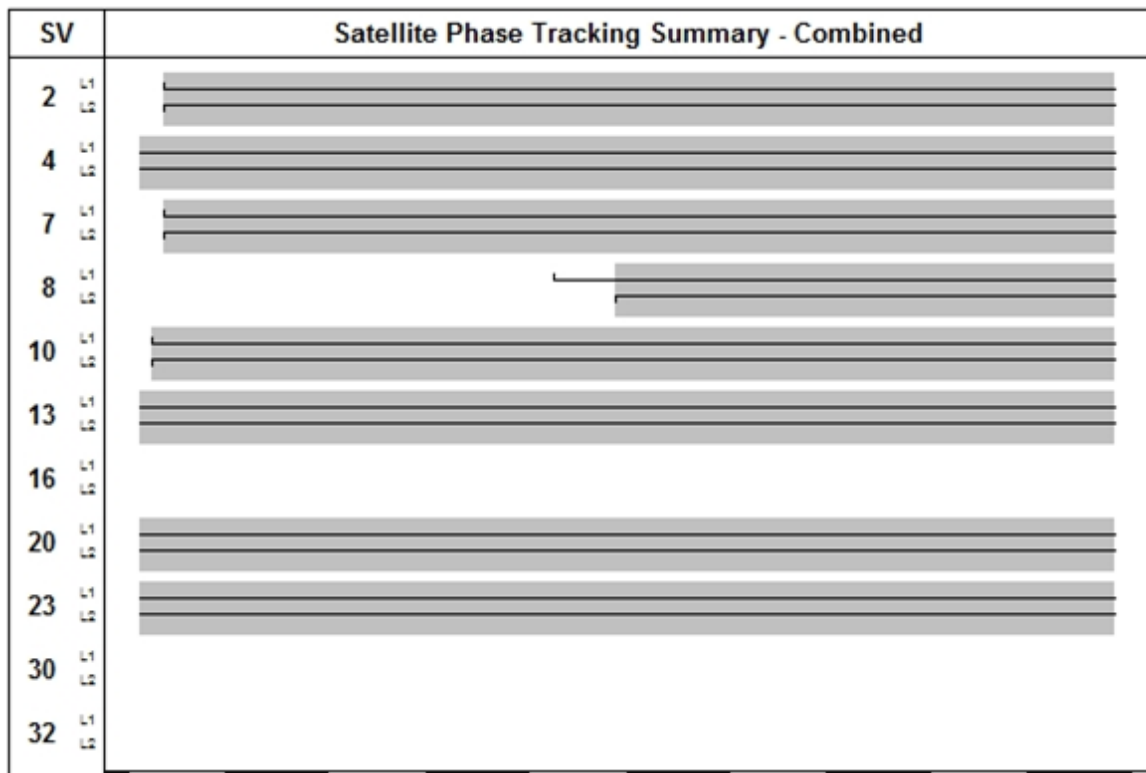 SV Satellite Phase Tracking Summary - Combined
2 L1
L2
4 L1
L2
7 L1
L2
8 L1
L2
10 L1
L2
13 L1
L2
16 L1
L2
20 L1
L2
23 L1
L2
30 L1
L2
32 L1
L2